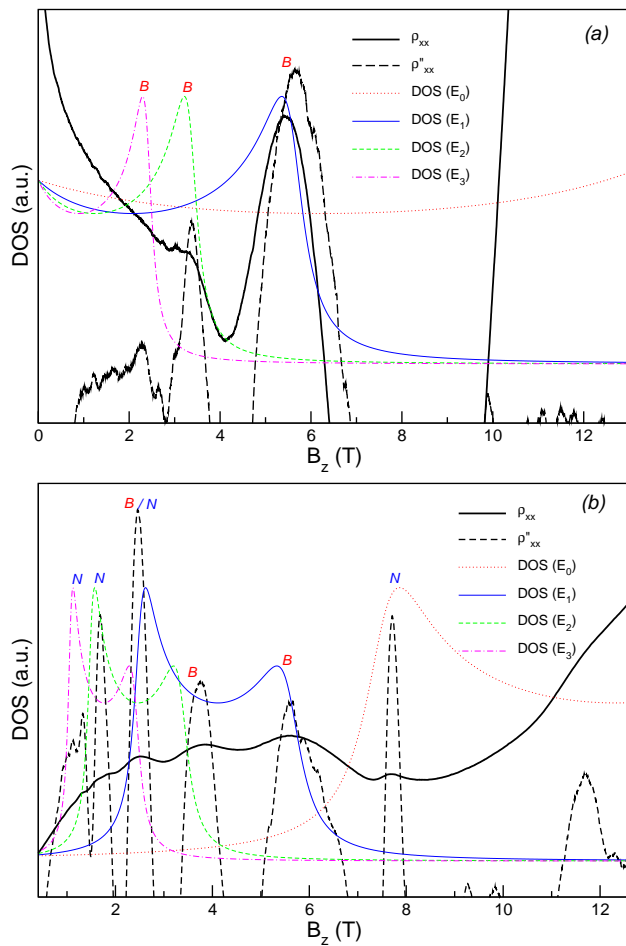 (a)
ρxx
ρ"xx
DOS (E0)
DOS (E1)
DOS (E2)
DOS (E3)
B
B
B
DOS (a.u.)
0 2 4 6 8 10 12
Bz (T)
(b)
ρxx
ρ"xx
DOS (E0)
DOS (E1)
DOS (E2)
DOS (E3)
N
N
B / N
B
B
N
DOS (a.u.)
2 4 6 8 10 12
Bz (T)